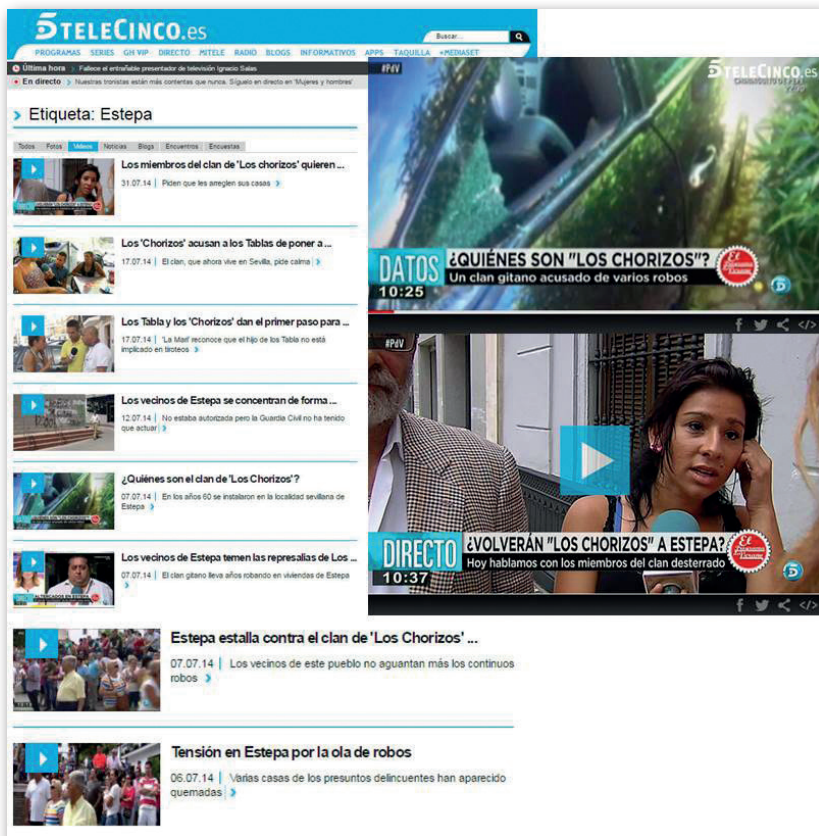 5 TELECINCO.es
Buscar...
PROGRAMAS SERIES GH VIP DIRECTO MITELE RADIO BLOGS INFORMATIVOS APPS TAQUILLA +MEDIASET
Última hora > Fallece el entrañable presentador de televisión Ignacio Salas
En directo > Nuestras tronistas están más contentas que nunca. Síguelo en directo en 'Mujeres y hombres'
> Etiqueta: Estepa
Todos Fotos Vídeos Noticias Blogs Encuentros Encuestas
Los miembros del clan de 'Los chorizos' quieren ...
31.07.14 | Piden que les arreglen sus casas >
Los 'Chorizos' acusan a los Tablas de poner a ...
17.07.14 | El clan, que ahora vive en Sevilla, pide calma | >
Los Tabla y los 'Chorizos' dan el primer paso para ...
17.07.14 | 'La Mari' reconoce que el hijo de los Tabla no está
implicado en tiroteos >
Los vecinos de Estepa se concentran de forma ...
12.07.14 | No estaba autorizada pero la Guardia Civil no ha tenido
que actuar | >
¿Quiénes son el clan de 'Los Chorizos'?
07.07.14 | En los años 60 se instalaron en la localidad sevillana de
Estepa >
Los vecinos de Estepa temen las represalias de Los ...
07.07.14 | El clan gitano lleva años robando en viviendas de Estepa
>
Estepa estalla contra el clan de 'Los Chorizos' ...
07.07.14 | Los vecinos de este pueblo no aguantan más los continuos
robos >
Tensión en Estepa por la ola de robos
06.07.14 | Varias casas de los presuntos delincuentes han aparecido
quemadas | >
#PdV
5 TELECINCO.es
DATOS
10:25
¿QUIÉNES SON "LOS CHORIZOS"?
Un clan gitano acusado de varios robos
#PdV
DIRECTO
10:37
¿VOLVERÁN "LOS CHORIZOS" A ESTEPA?
Hoy hablamos con los miembros del clan desterrado